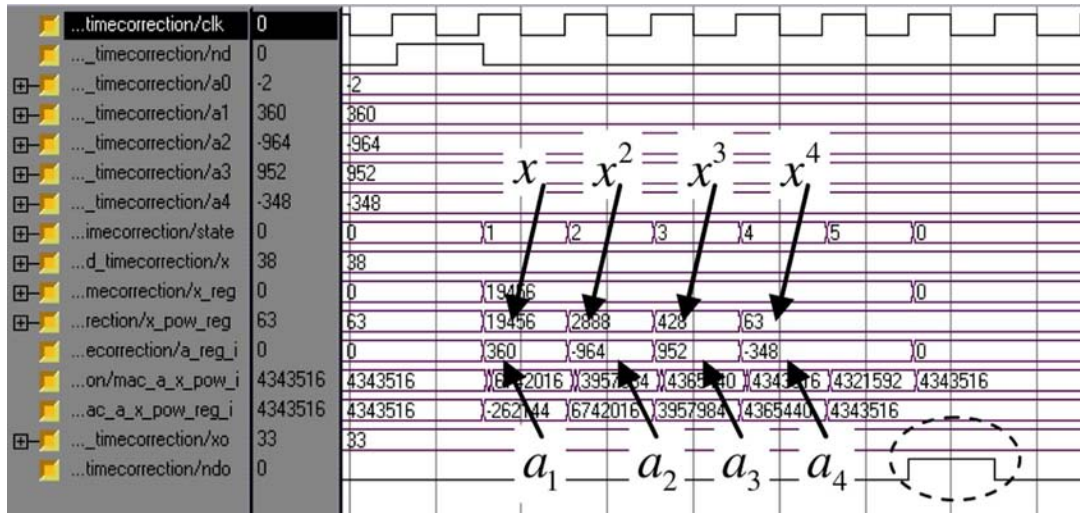 ...timecorrection/clk 0
..._timecorrection/nd 0
..._timecorrection/a0 -2 -2
..._timecorrection/a1 360 360
..._timecorrection/a2 -964 -964
..._timecorrection/a3 952 952
..._timecorrection/a4 -348 -348
x x² x³ x⁴
...imecorrection/state 0 0 1 2 3 4 5 0
...d_timecorrection/x 38 38
...mecorrection/x_reg 0 0 19456 0
...rection/x_pow_reg 63 63 19456 2888 428 63
...ecorrection/a_reg_i 0 0 360 -964 952 -348 0
...on/mac_a_x_pow_i 4343516 4343516 4321592 4343516
...ac_a_x_pow_reg_i 4343516 4343516 -262144 6742016 3957984 4365440 4343516
..._timecorrection/xo 33 33
...timecorrection/ndo 0
a₁ a₂ a₃ a₄